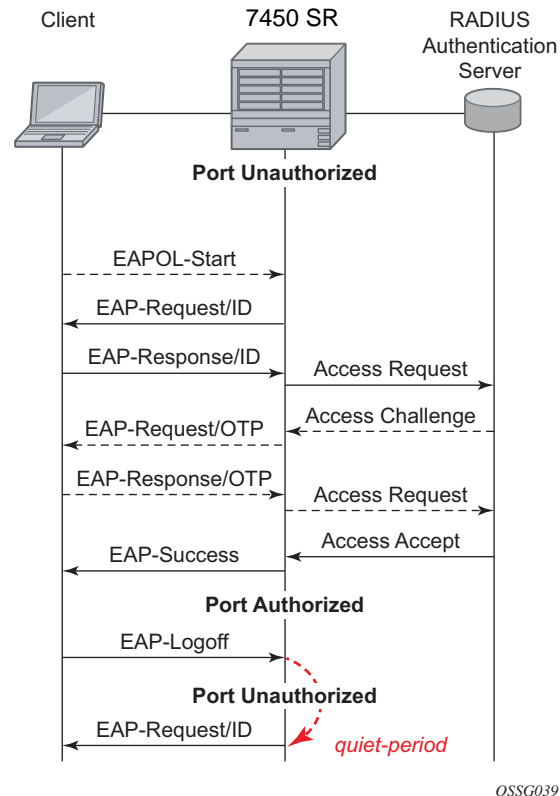 Client
7450 SR
RADIUS
Authentication
Server
Port Unauthorized
EAPOL-Start
EAP-Request/ID
EAP-Response/ID
Access Request
Access Challenge
EAP-Request/OTP
EAP-Response/OTP
Access Request
Access Accept
EAP-Success
Port Authorized
EAP-Logoff
Port Unauthorized
EAP-Request/ID
quiet-period
OSSG039